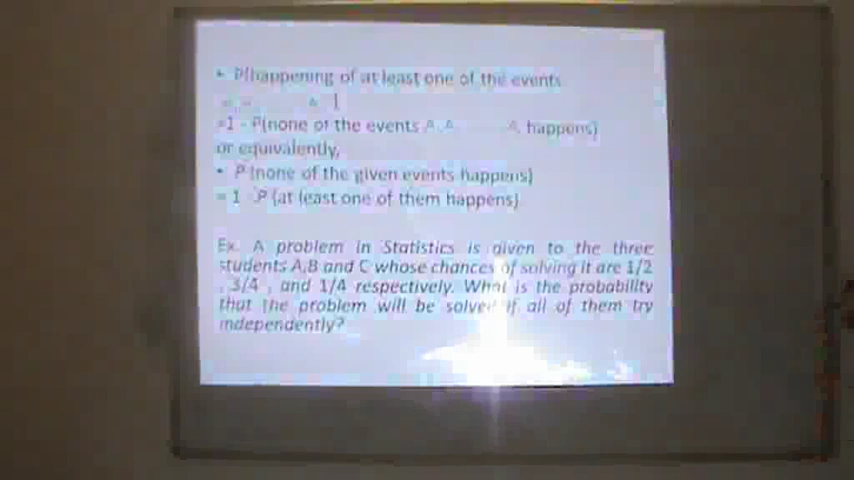 • P(happening of at least one of the events
=1 - P(none of the events A, A A happens)
or equivalently,
• P (none of the given events happens)
= 1 P (at least one of them happens)
Ex. A problem in Statistics is given to the three
students A,B and C whose chances of solving it are 1/2
, 3/4 , and 1/4 respectively. What is the probability
that the problem will be solved if all of them try
independently?